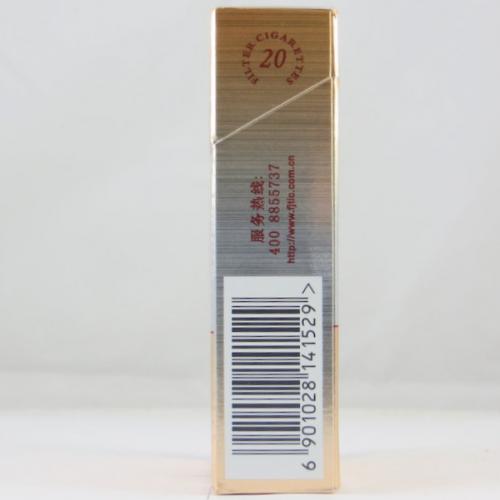 FILTER CIGARETTES
20
服务热线:
400 8855737
http://www.fjtic.com.cn
6 901028 141529 >